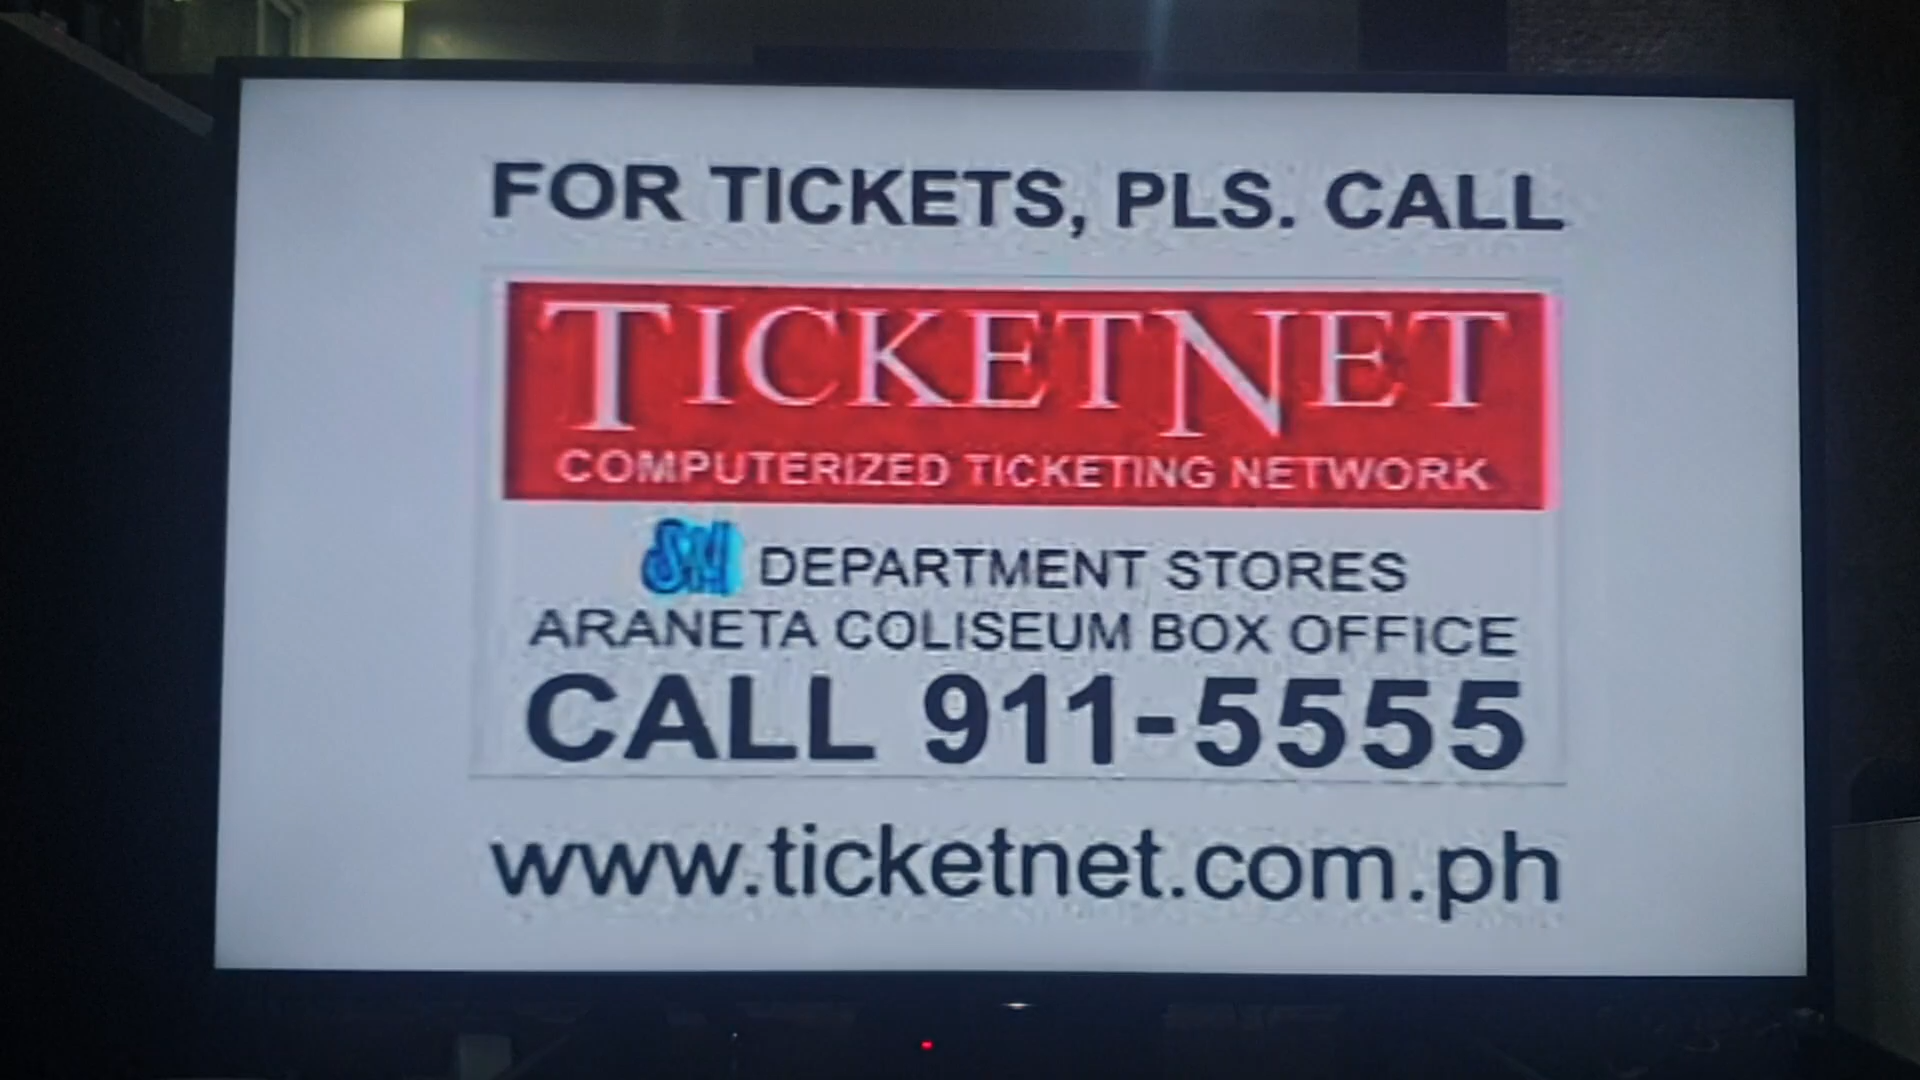 FOR TICKETS, PLS. CALL
TICKETNET
COMPUTERIZED TICKETING NETWORK
SM DEPARTMENT STORES
ARANETA COLISEUM BOX OFFICE
CALL 911-5555
www.ticketnet.com.ph